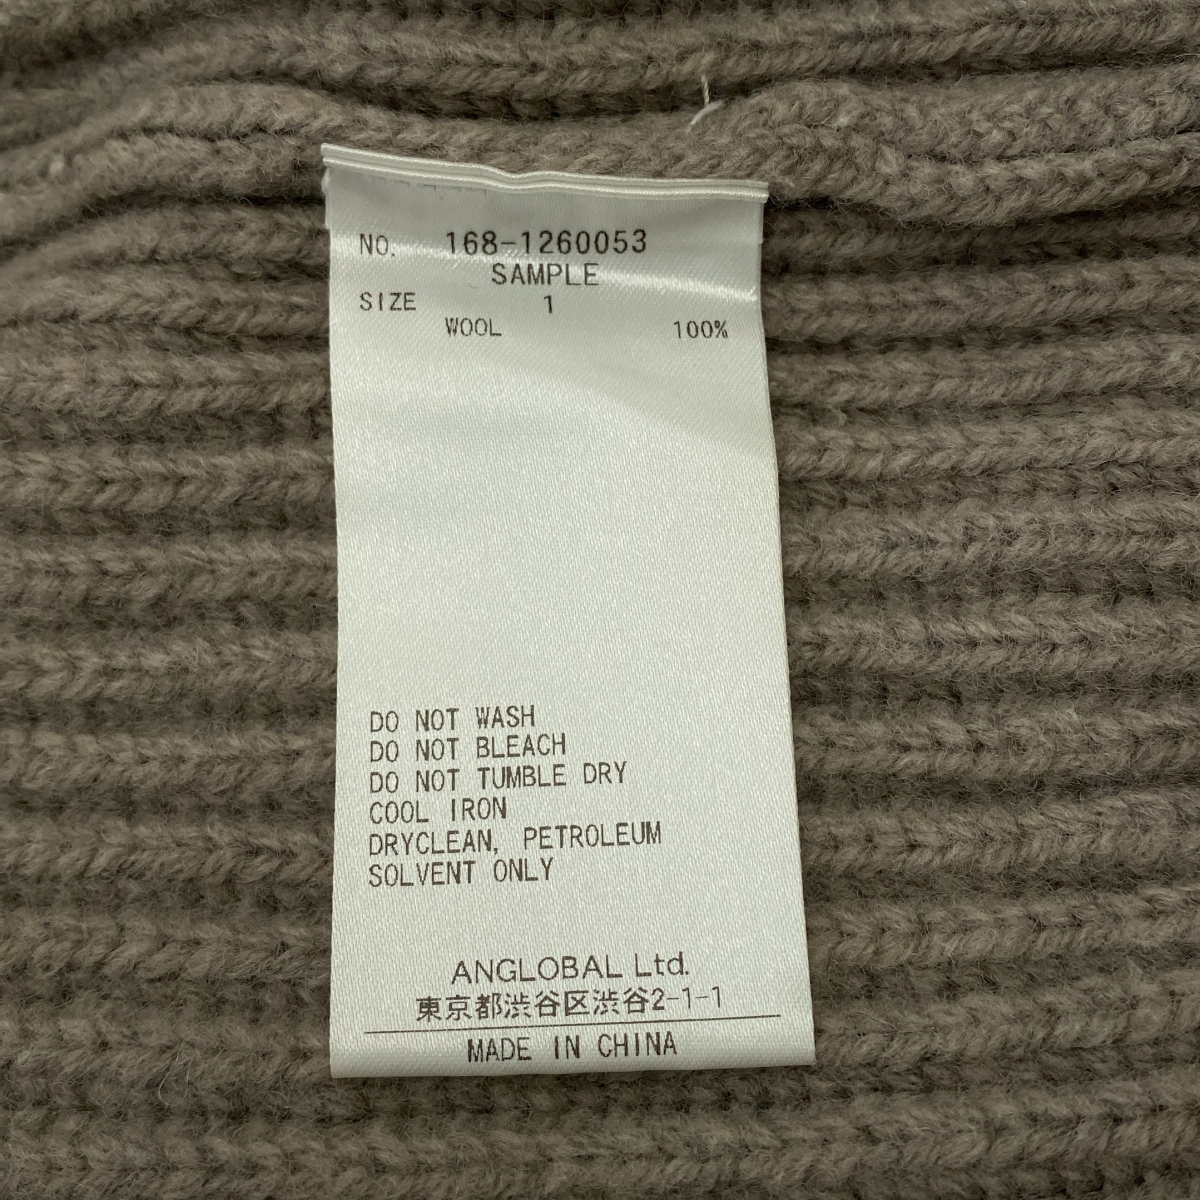 NO. 168-1260053
SAMPLE
SIZE 1
WOOL 100%
DO NOT WASH
DO NOT BLEACH
DO NOT TUMBLE DRY
COOL IRON
DRYCLEAN, PETROLEUM
SOLVENT ONLY
ANGLOBAL Ltd.
東京都渋谷区渋谷2-1-1
MADE IN CHINA